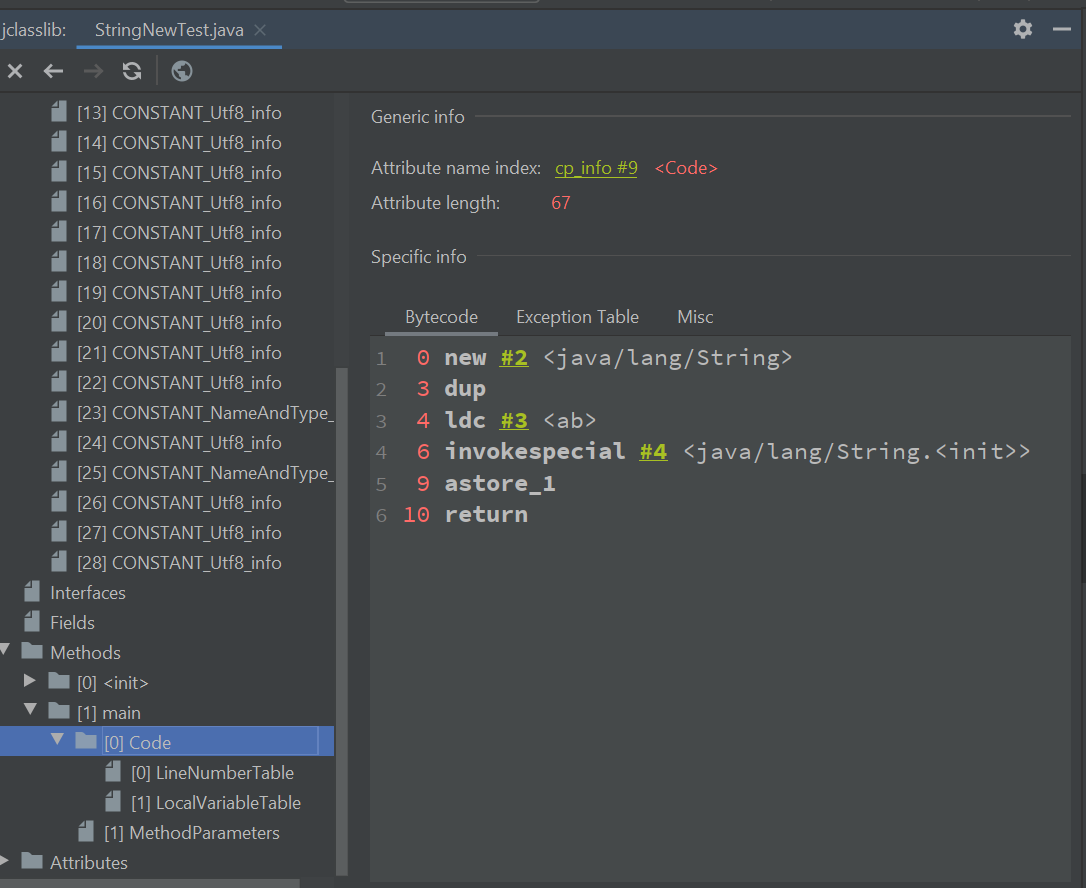 jclasslib: StringNewTest.java
[13] CONSTANT_Utf8_info
[14] CONSTANT_Utf8_info
[15] CONSTANT_Utf8_info
[16] CONSTANT_Utf8_info
[17] CONSTANT_Utf8_info
[18] CONSTANT_Utf8_info
[19] CONSTANT_Utf8_info
[20] CONSTANT_Utf8_info
[21] CONSTANT_Utf8_info
[22] CONSTANT_Utf8_info
[23] CONSTANT_NameAndType_
[24] CONSTANT_Utf8_info
[25] CONSTANT_NameAndType_
[26] CONSTANT_Utf8_info
[27] CONSTANT_Utf8_info
[28] CONSTANT_Utf8_info
Interfaces
Fields
Methods
[0] <init>
[1] main
[0] Code
[0] LineNumberTable
[1] LocalVariableTable
[1] MethodParameters
Attributes
Generic info
Attribute name index: cp_info #9 <Code>
Attribute length: 67
Specific info
Bytecode Exception Table Misc
1 0 new #2 <java/lang/String>
2 3 dup
3 4 ldc #3 <ab>
4 6 invokespecial #4 <java/lang/String.<init>>
5 9 astore_1
6 10 return